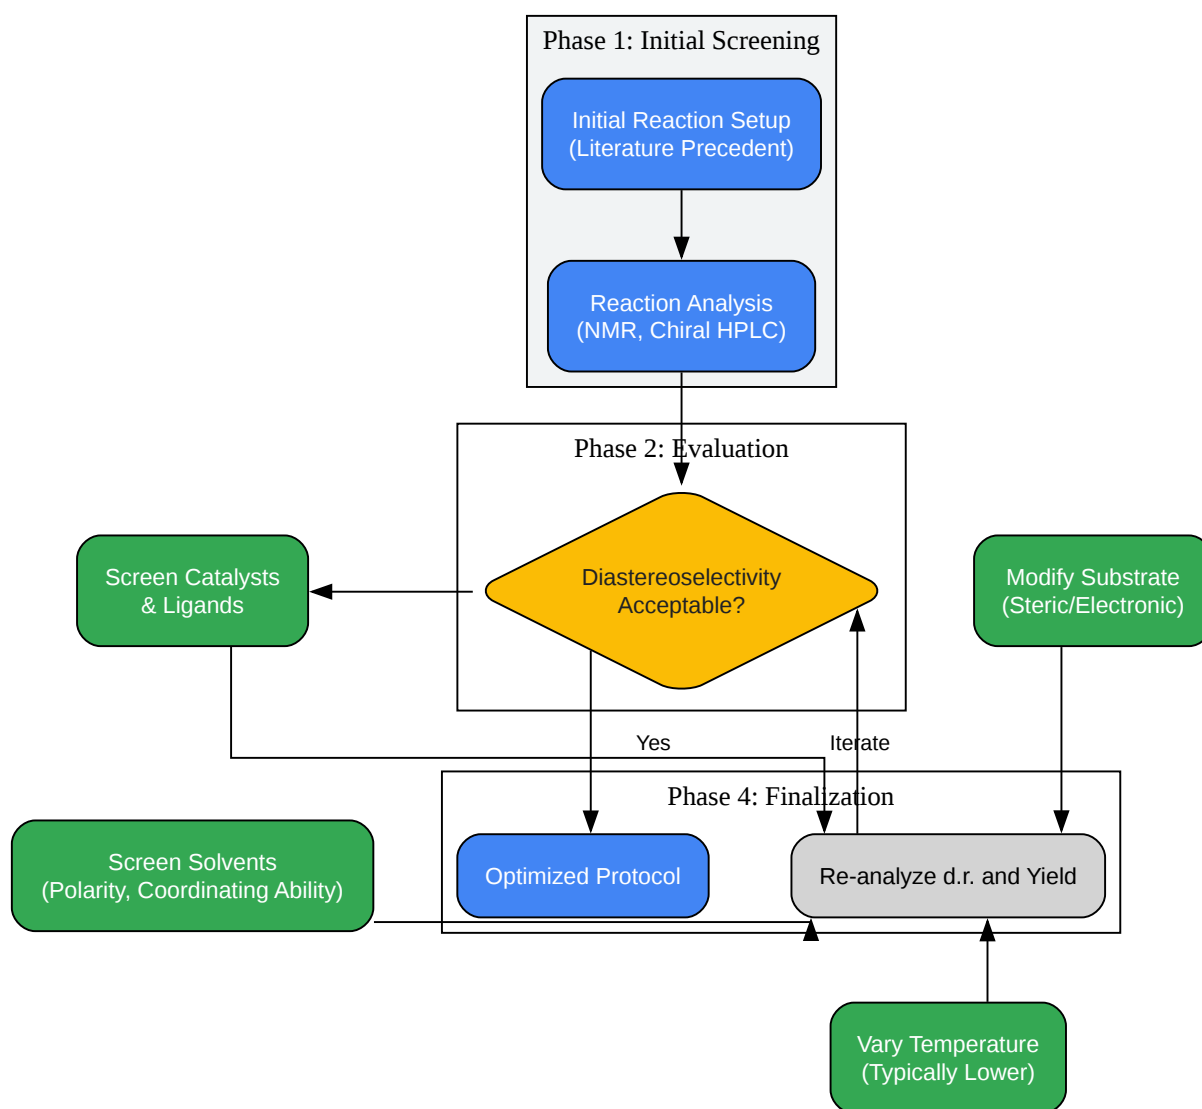 Phase 1: Initial Screening
Initial Reaction Setup
(Literature Precedent)
Reaction Analysis
(NMR, Chiral HPLC)
Phase 2: Evaluation
Diastereoselectivity
Acceptable?
Screen Catalysts
& Ligands
Modify Substrate
(Steric/Electronic)
Yes
Iterate
Phase 4: Finalization
Screen Solvents
(Polarity, Coordinating Ability)
Optimized Protocol
Re-analyze d.r. and Yield
Vary Temperature
(Typically Lower)